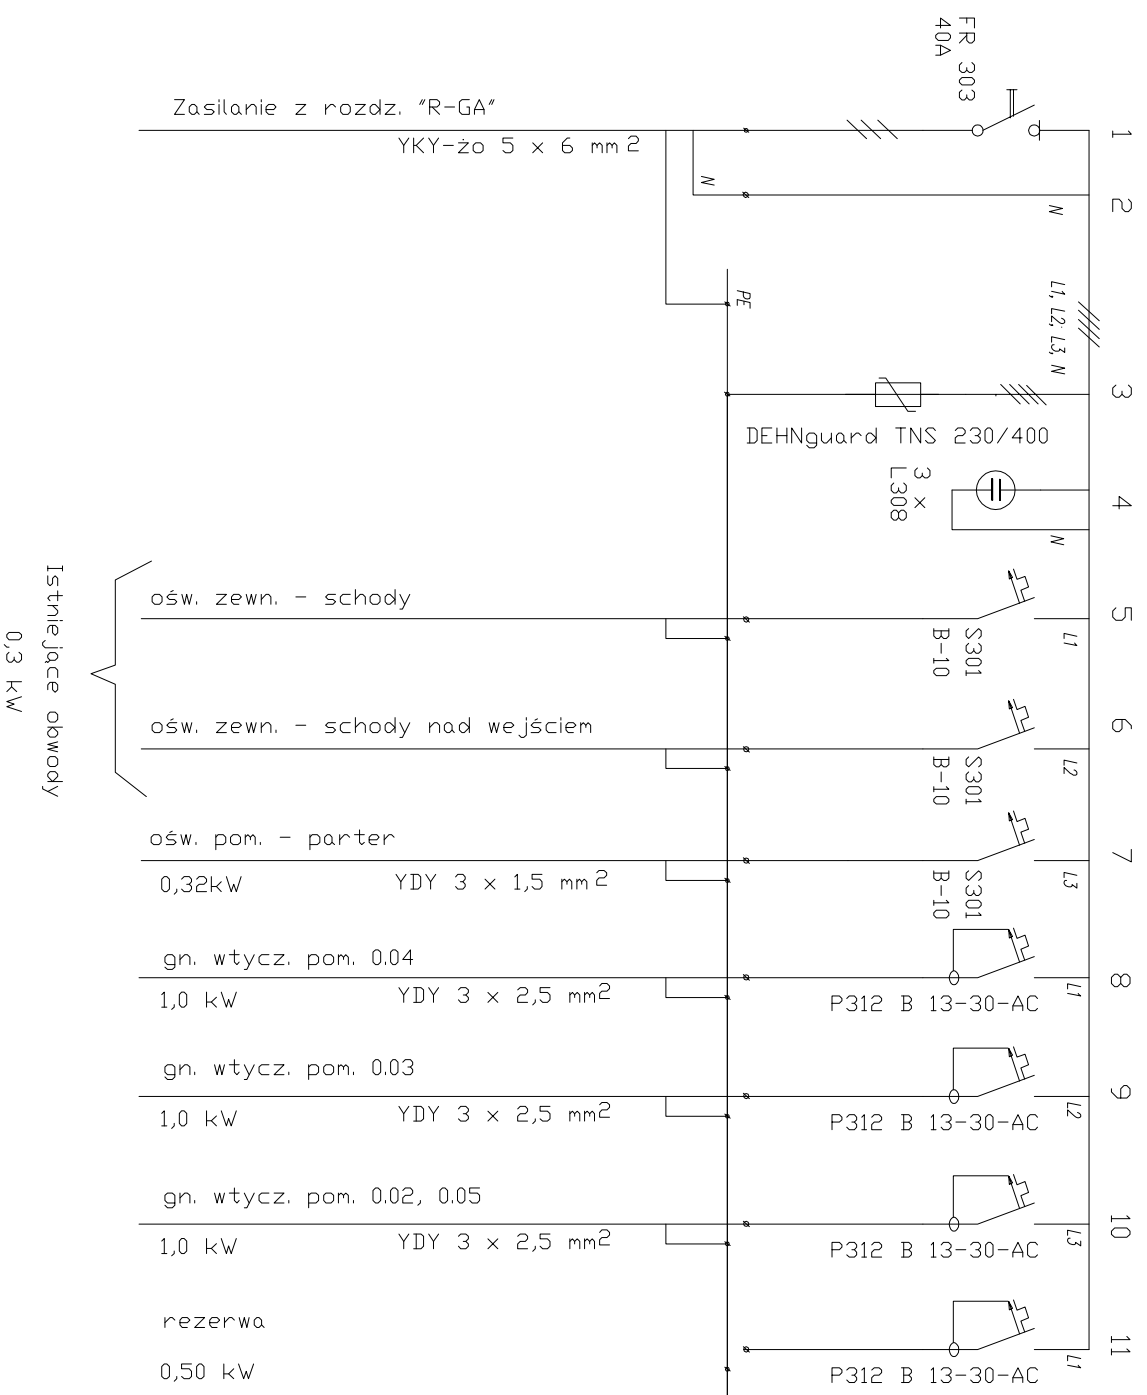 FR 303
40A
1
Zasilanie z rozdz. "R-GA"
YKY-żo 5 x 6 mm2
N
N
2
PE
L1, L2; L3, N
3
DEHNguard TNS 230/400
3 x
L308
4
N
ośw. zewn. - schody
S301
B-10
L1
5
ośw. zewn. - schody nad wejściem
S301
B-10
L2
6
Istniejące obwody
0,3 kW
ośw. pom. - parter
0,32kW
YDY 3 x 1,5 mm2
S301
B-10
L3
7
gn. wtycz. pom. 0.04
1,0 kW
YDY 3 x 2,5 mm2
P312 B 13-30-AC
L1
8
gn. wtycz. pom. 0.03
1,0 kW
YDY 3 x 2,5 mm2
P312 B 13-30-AC
L2
9
gn. wtycz. pom. 0.02, 0.05
1,0 kW
YDY 3 x 2,5 mm2
P312 B 13-30-AC
L3
10
rezerwa
0,50 kW
P312 B 13-30-AC
L1
11